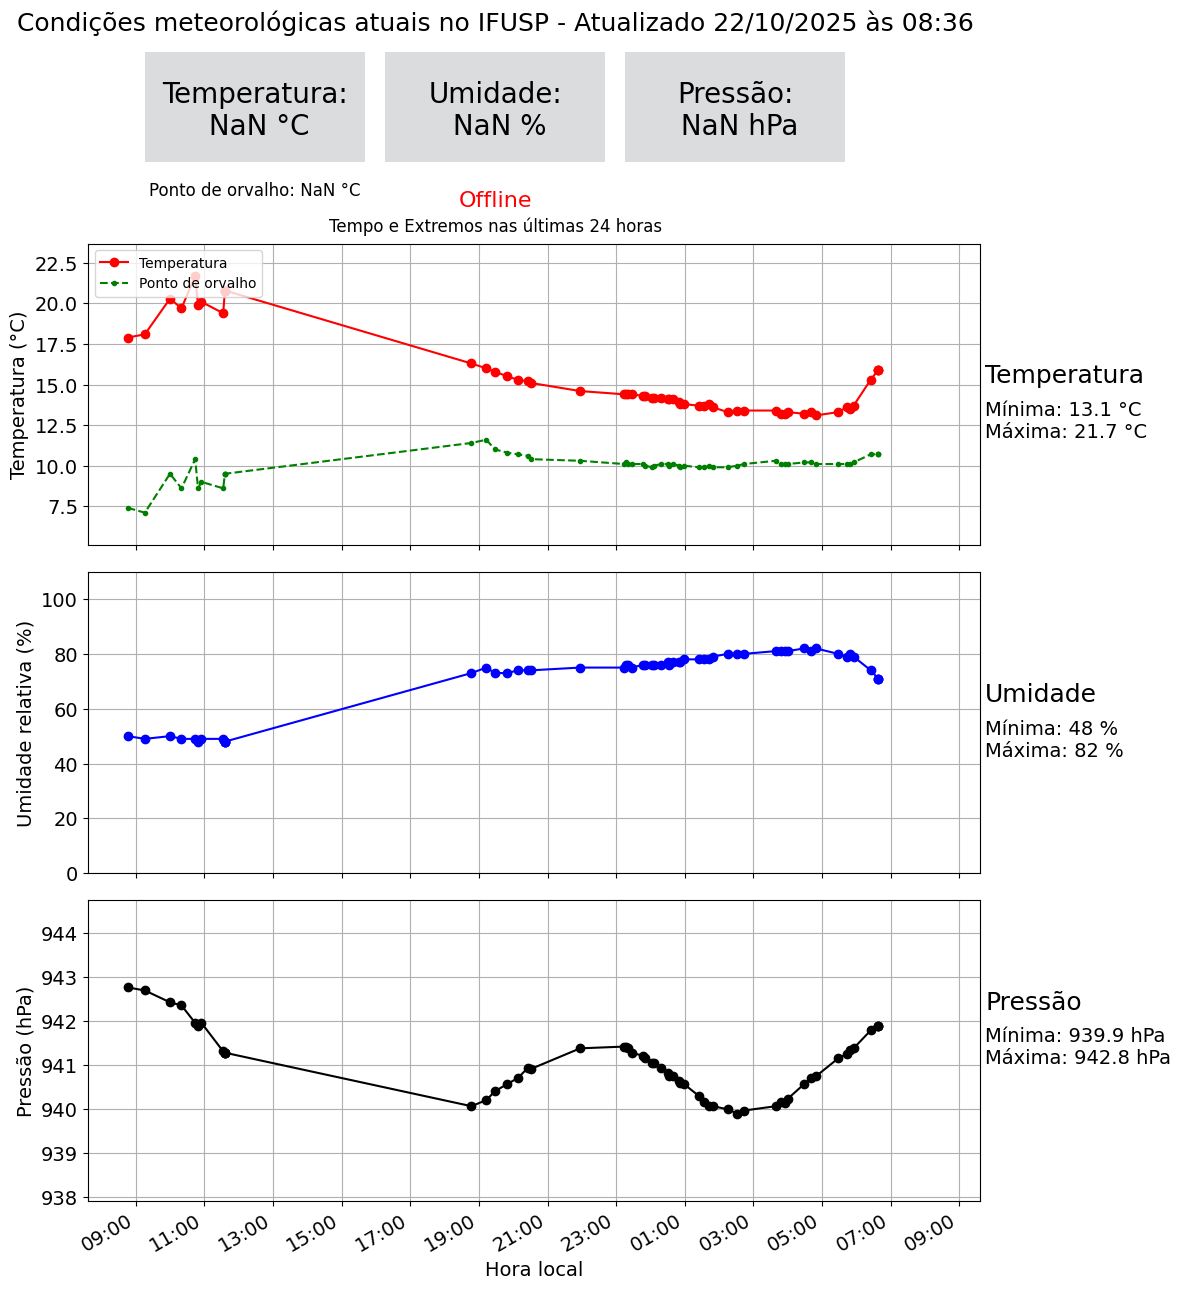 Condições meteorológicas atuais no IFUSP - Atualizado 22/10/2025 às 08:36
Temperatura:
NaN °C
Umidade:
NaN %
Pressão:
NaN hPa
Ponto de orvalho: NaN °C
Offline
Tempo e Extremos nas últimas 24 horas
Temperatura
Ponto de orvalho
22.5
20.0
17.5
15.0
12.5
10.0
7.5
Temperatura (°C)
Temperatura
Mínima: 13.1 °C
Máxima: 21.7 °C
100
80
60
40
20
0
Umidade relativa (%)
Umidade
Mínima: 48 %
Máxima: 82 %
944
943
942
941
940
939
938
Pressão (hPa)
Pressão
Mínima: 939.9 hPa
Máxima: 942.8 hPa
09:00
11:00
13:00
15:00
17:00
19:00
21:00
23:00
01:00
03:00
05:00
07:00
09:00
Hora local